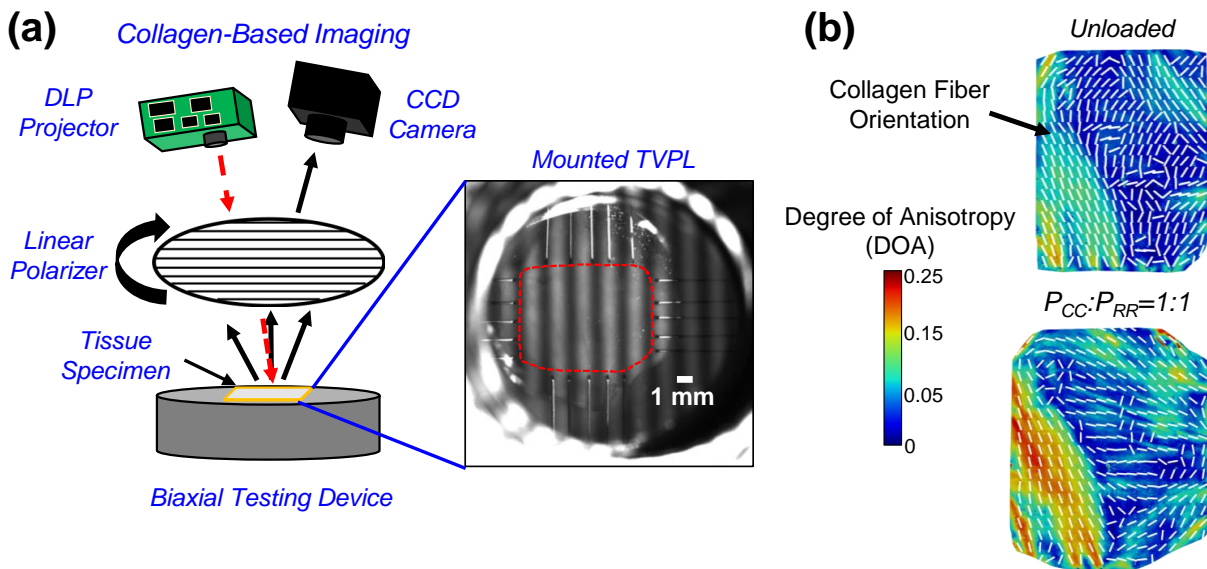 (a)
Collagen-Based Imaging
DLP
Projector
CCD
Camera
Linear
Polarizer
Tissue
Specimen
Biaxial Testing Device
Mounted TVPL
1 mm
(b)
Unloaded
Collagen Fiber
Orientation
Degree of Anisotropy
(DOA)
0.25
0.15
0.05
0
PCC:PRR=1:1